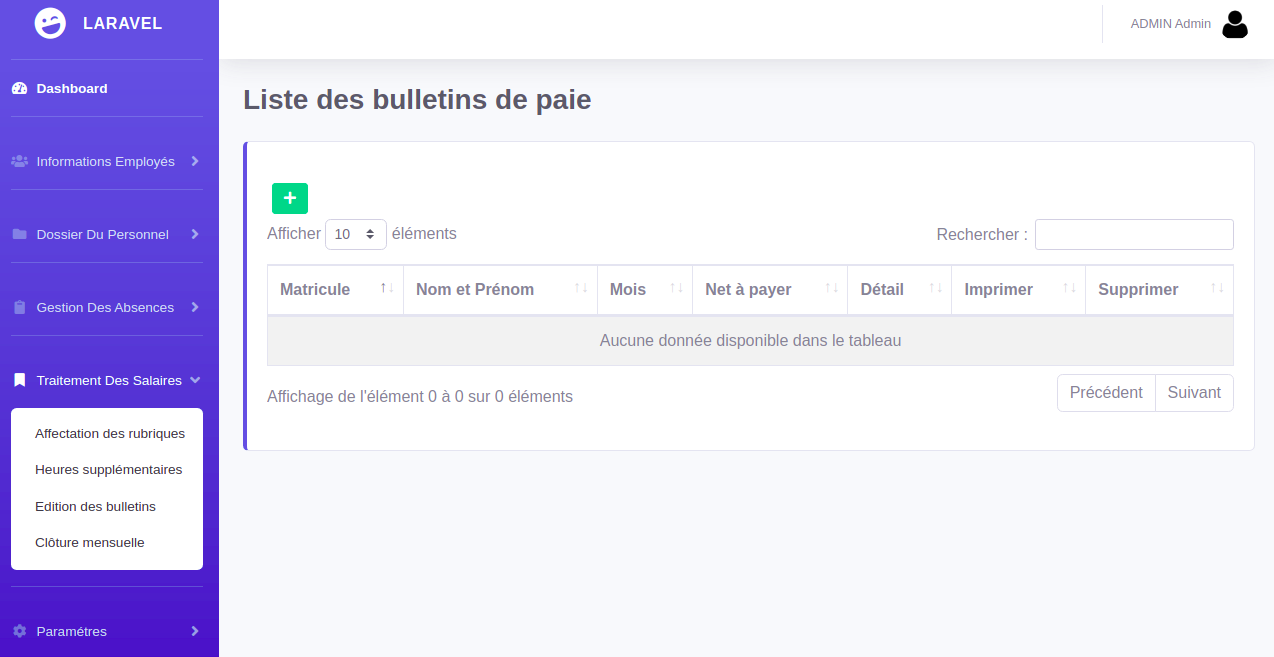 LARAVEL
ADMIN Admin
Dashboard
Informations Employés
Dossier Du Personnel
Gestion Des Absences
Traitement Des Salaires
Affectation des rubriques
Heures supplémentaires
Edition des bulletins
Clôture mensuelle
Paramétres
Liste des bulletins de paie
+
Afficher 10 éléments
Rechercher :
Matricule Nom et Prénom Mois Net à payer Détail Imprimer Supprimer
Aucune donnée disponible dans le tableau
Affichage de l'élément 0 à 0 sur 0 éléments
Précédent Suivant